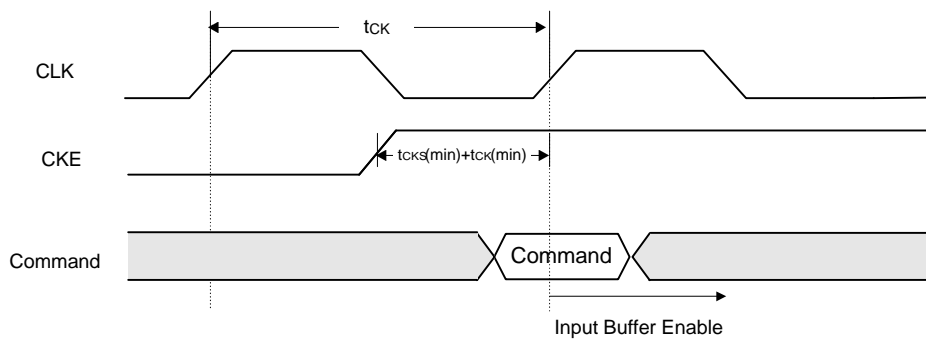 tCK
CLK
CKE
tCKS(min)+tCK(min)
Command
Command
Input Buffer Enable